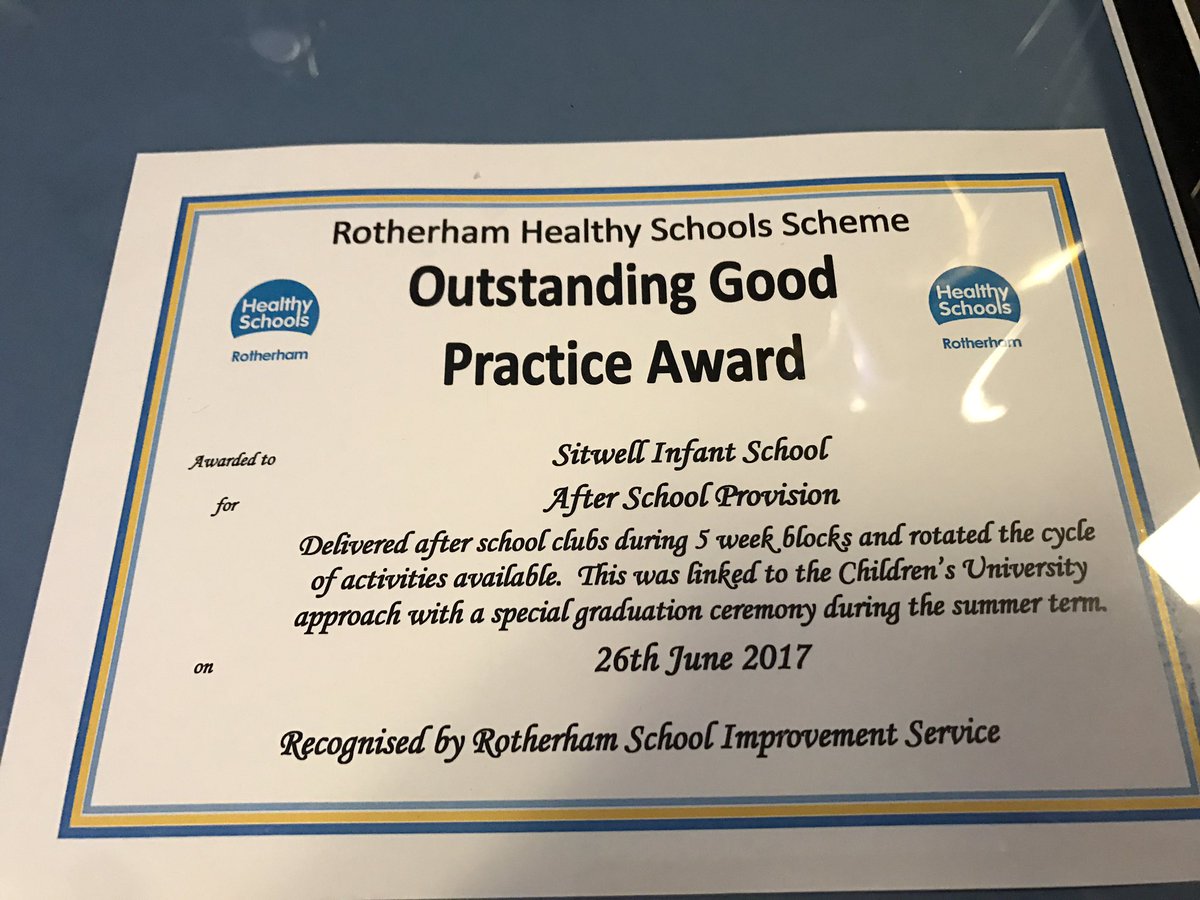 Rotherham Healthy Schools Scheme
Outstanding Good
Practice Award
Healthy
Schools
Rotherham
Healthy
Schools
Rotherham
Awarded to Sitwell Infant School
for After School Provision
Delivered after school clubs during 5 week blocks and rotated the cycle
of activities available. This was linked to the Children's University
approach with a special graduation ceremony during the summer term.
on 26th June 2017
Recognised by Rotherham School Improvement Service